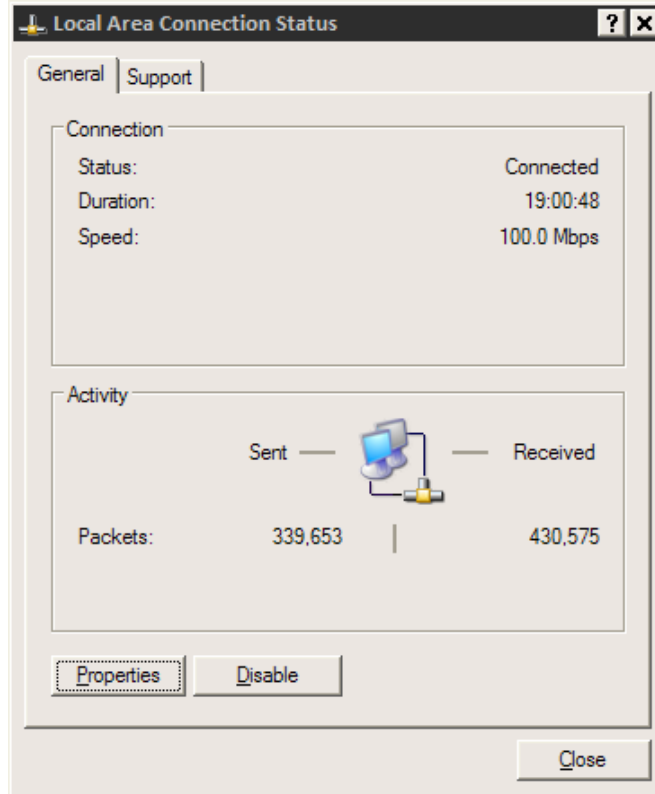 Local Area Connection Status
General Support
Connection
Status: Connected
Duration: 19:00:48
Speed: 100.0 Mbps
Activity
Sent Received
Packets: 339,653 430,575
Properties Disable
Close